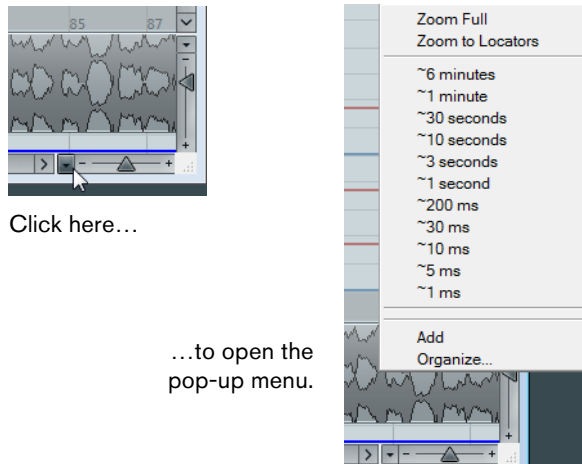 85 87
Click here…
…to open the
pop-up menu.
Zoom Full
Zoom to Locators
~6 minutes
~1 minute
~30 seconds
~10 seconds
~3 seconds
~1 second
~200 ms
~30 ms
~10 ms
~5 ms
~1 ms
Add
Organize...